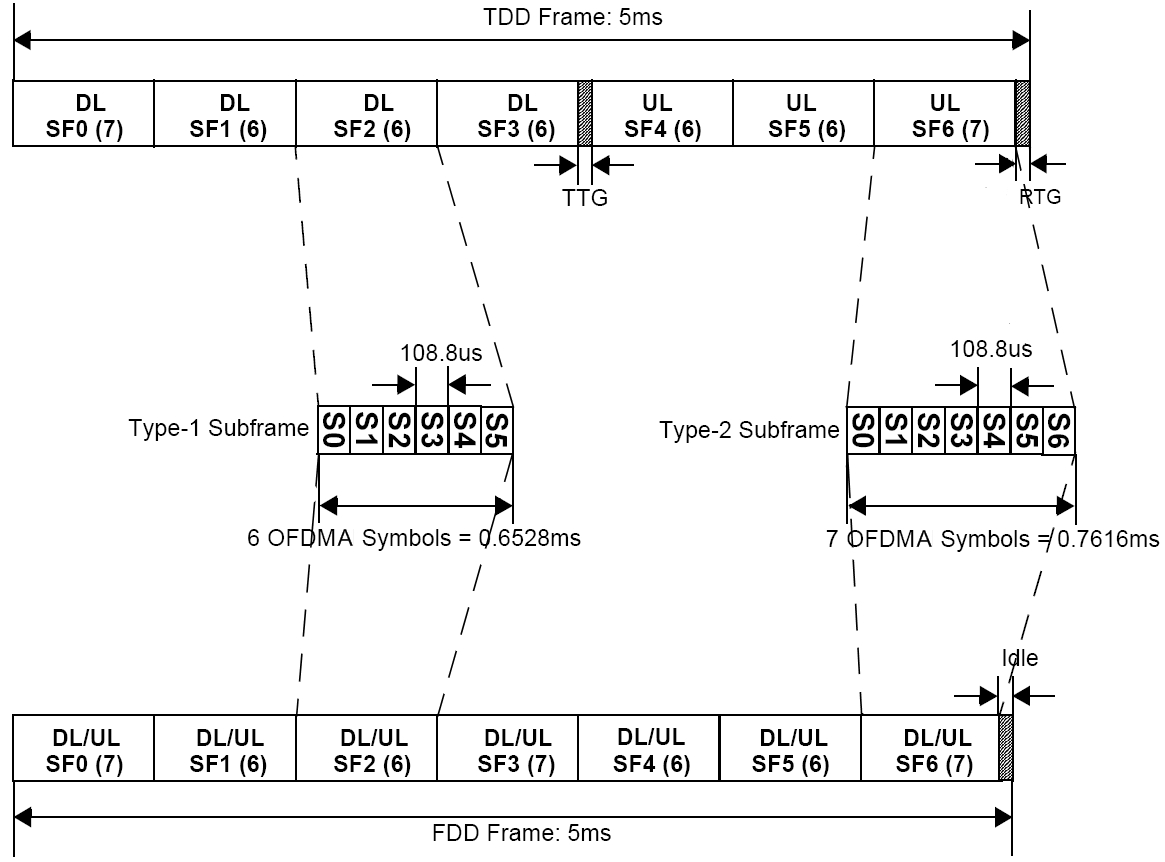 TDD Frame: 5ms
DL DL DL DL UL UL UL
SF0 (7) SF1 (6) SF2 (6) SF3 (6) SF4 (6) SF5 (6) SF6 (7)
TTG RTG
108.8us 108.8us
Type-1 Subframe S0 S1 S2 S3 S4 S5 Type-2 Subframe S0 S1 S2 S3 S4 S5 S6
6 OFDMA Symbols = 0.6528ms 7 OFDMA Symbols = 0.7616ms
Idle
DL/UL DL/UL DL/UL DL/UL DL/UL DL/UL DL/UL
SF0 (7) SF1 (6) SF2 (6) SF3 (7) SF4 (6) SF5 (6) SF6 (7)
FDD Frame: 5ms